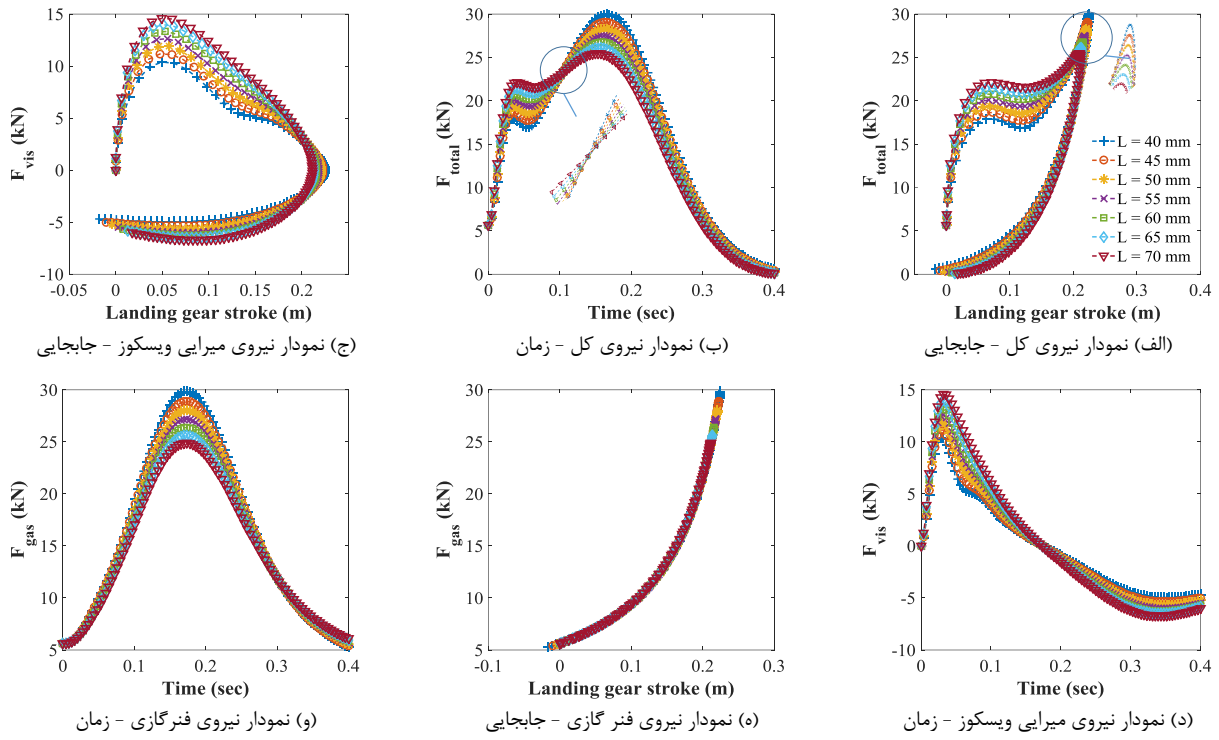 15
10
5
0
-5
-10
F_vis (kN)
-0.05
0
0.05
0.1
0.15
0.2
0.25
Landing gear stroke (m)
(ج) نمودار نیروی میرایی ویسکوز - جابجایی
30
25
20
15
10
5
0
F_total (kN)
0
0.1
0.2
0.3
0.4
Time (sec)
(ب) نمودار نیروی کل - زمان
30
25
20
15
10
5
0
F_total (kN)
L = 40 mm
L = 45 mm
L = 50 mm
L = 55 mm
L = 60 mm
L = 65 mm
L = 70 mm
0
0.1
0.2
0.3
0.4
Landing gear stroke (m)
(الف) نمودار نیروی کل - جابجایی
30
25
20
15
10
5
F_gas (kN)
0
0.1
0.2
0.3
0.4
Time (sec)
(و) نمودار نیروی فنرگازی - زمان
30
25
20
15
10
5
F_gas (kN)
-0.1
0
0.1
0.2
0.3
Landing gear stroke (m)
(ه) نمودار نیروی فنر گازی - جابجایی
15
10
5
0
-5
-10
F_vis (kN)
0
0.1
0.2
0.3
0.4
Time (sec)
(د) نمودار نیروی میرایی ویسکوز - زمان